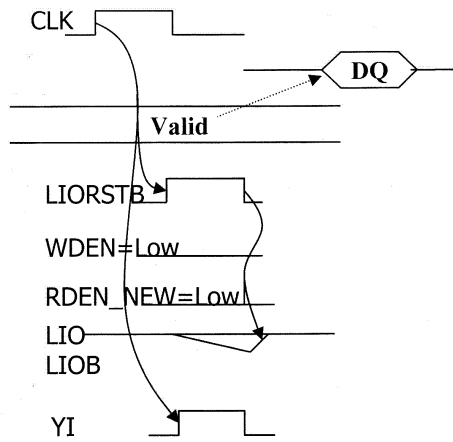 CLK
DQ
Valid
LIORSTB
WDEN=Low
RDEN_NEW=Low
LIO
LIOB
YI